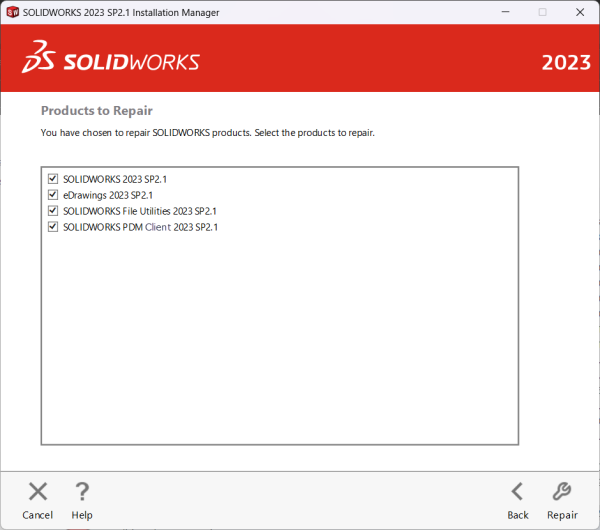 SOLIDWORKS 2023 SP2.1 Installation Manager
SOLIDWORKS
2023
Products to Repair
You have chosen to repair SOLIDWORKS products. Select the products to repair.
SOLIDWORKS 2023 SP2.1
eDrawings 2023 SP2.1
SOLIDWORKS File Utilities 2023 SP2.1
SOLIDWORKS PDM Client 2023 SP2.1
Cancel
Help
Back
Repair